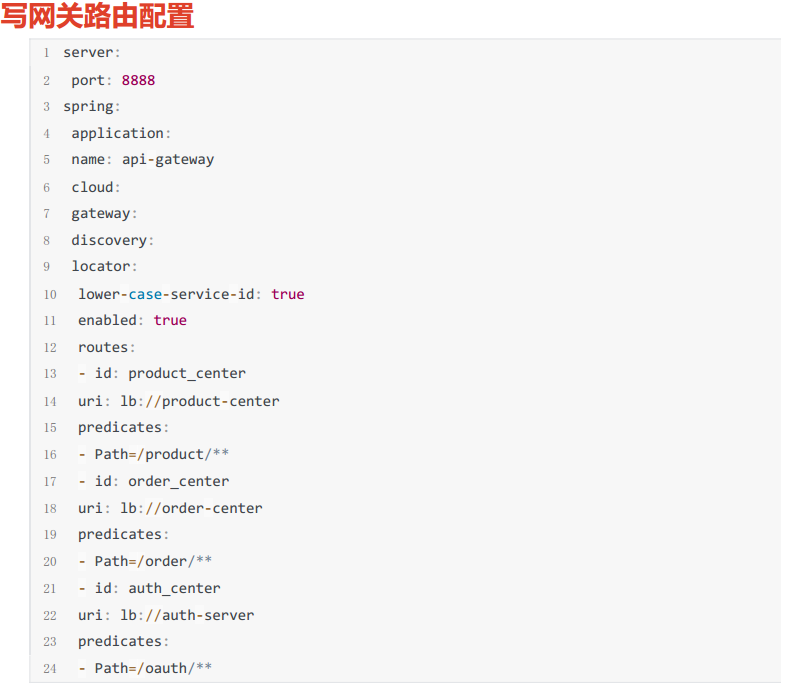 写网关路由配置
1 server:
2 port: 8888
3 spring:
4 application:
5 name: api-gateway
6 cloud:
7 gateway:
8 discovery:
9 locator:
10 lower-case-service-id: true
11 enabled: true
12 routes:
13 - id: product_center
14 uri: lb://product-center
15 predicates:
16 - Path=/product/**
17 - id: order_center
18 uri: lb://order-center
19 predicates:
20 - Path=/order/**
21 - id: auth_center
22 uri: lb://auth-server
23 predicates:
24 - Path=/oauth/**